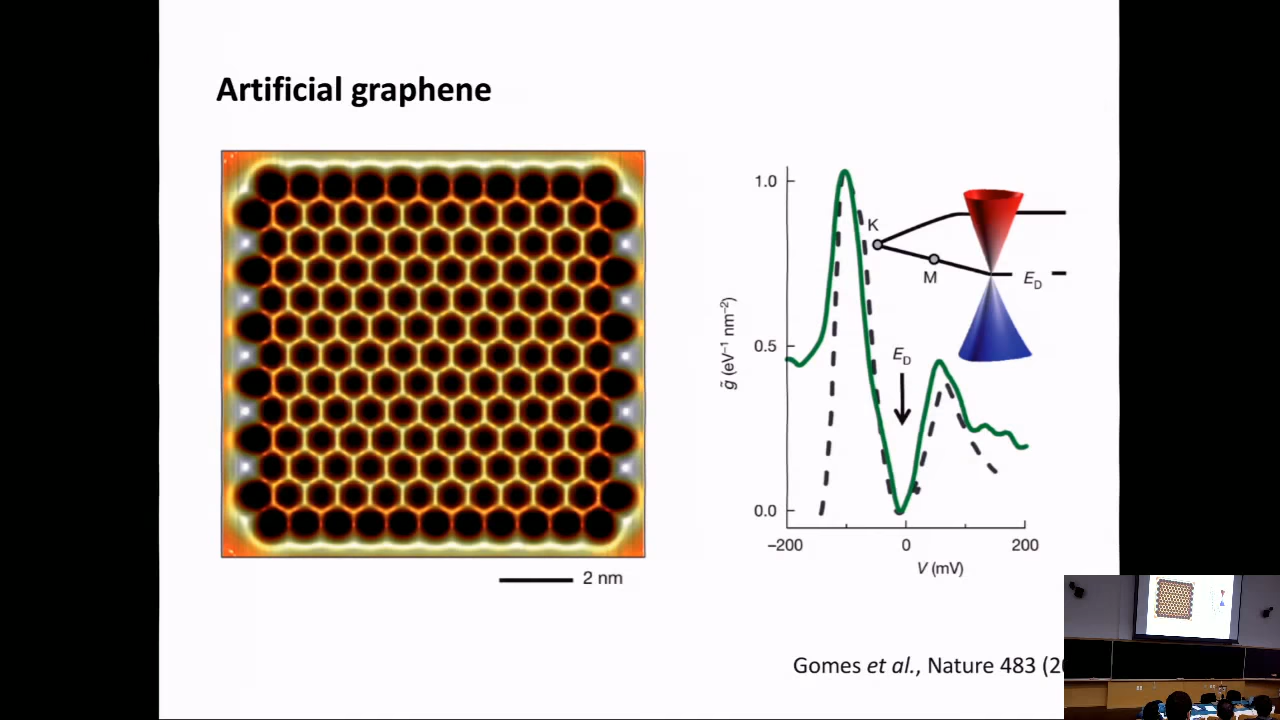 Artificial graphene
1.0
0.5
0.0
g̃ (eV⁻¹ nm⁻²)
K
M
E_D
E_D
−200
0
200
V (mV)
2 nm
Gomes et al., Nature 483